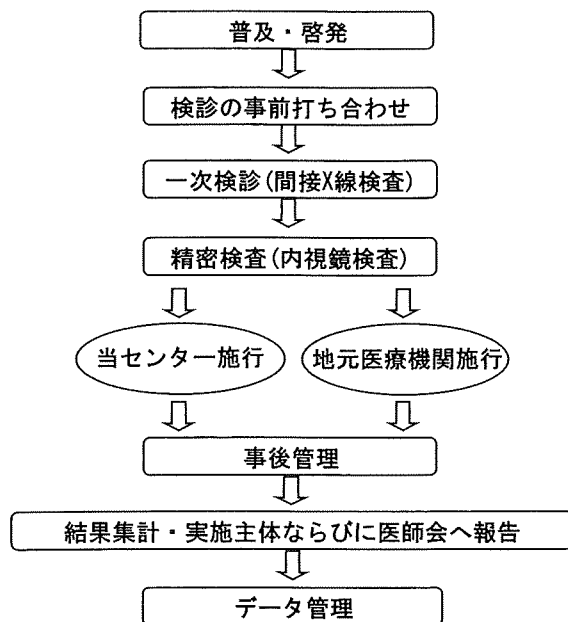 普及・啓発
検診の事前打ち合わせ
一次検診(間接X線検査)
精密検査(内視鏡検査)
当センター施行
地元医療機関施行
事後管理
結果集計・実施主体ならびに医師会へ報告
データ管理